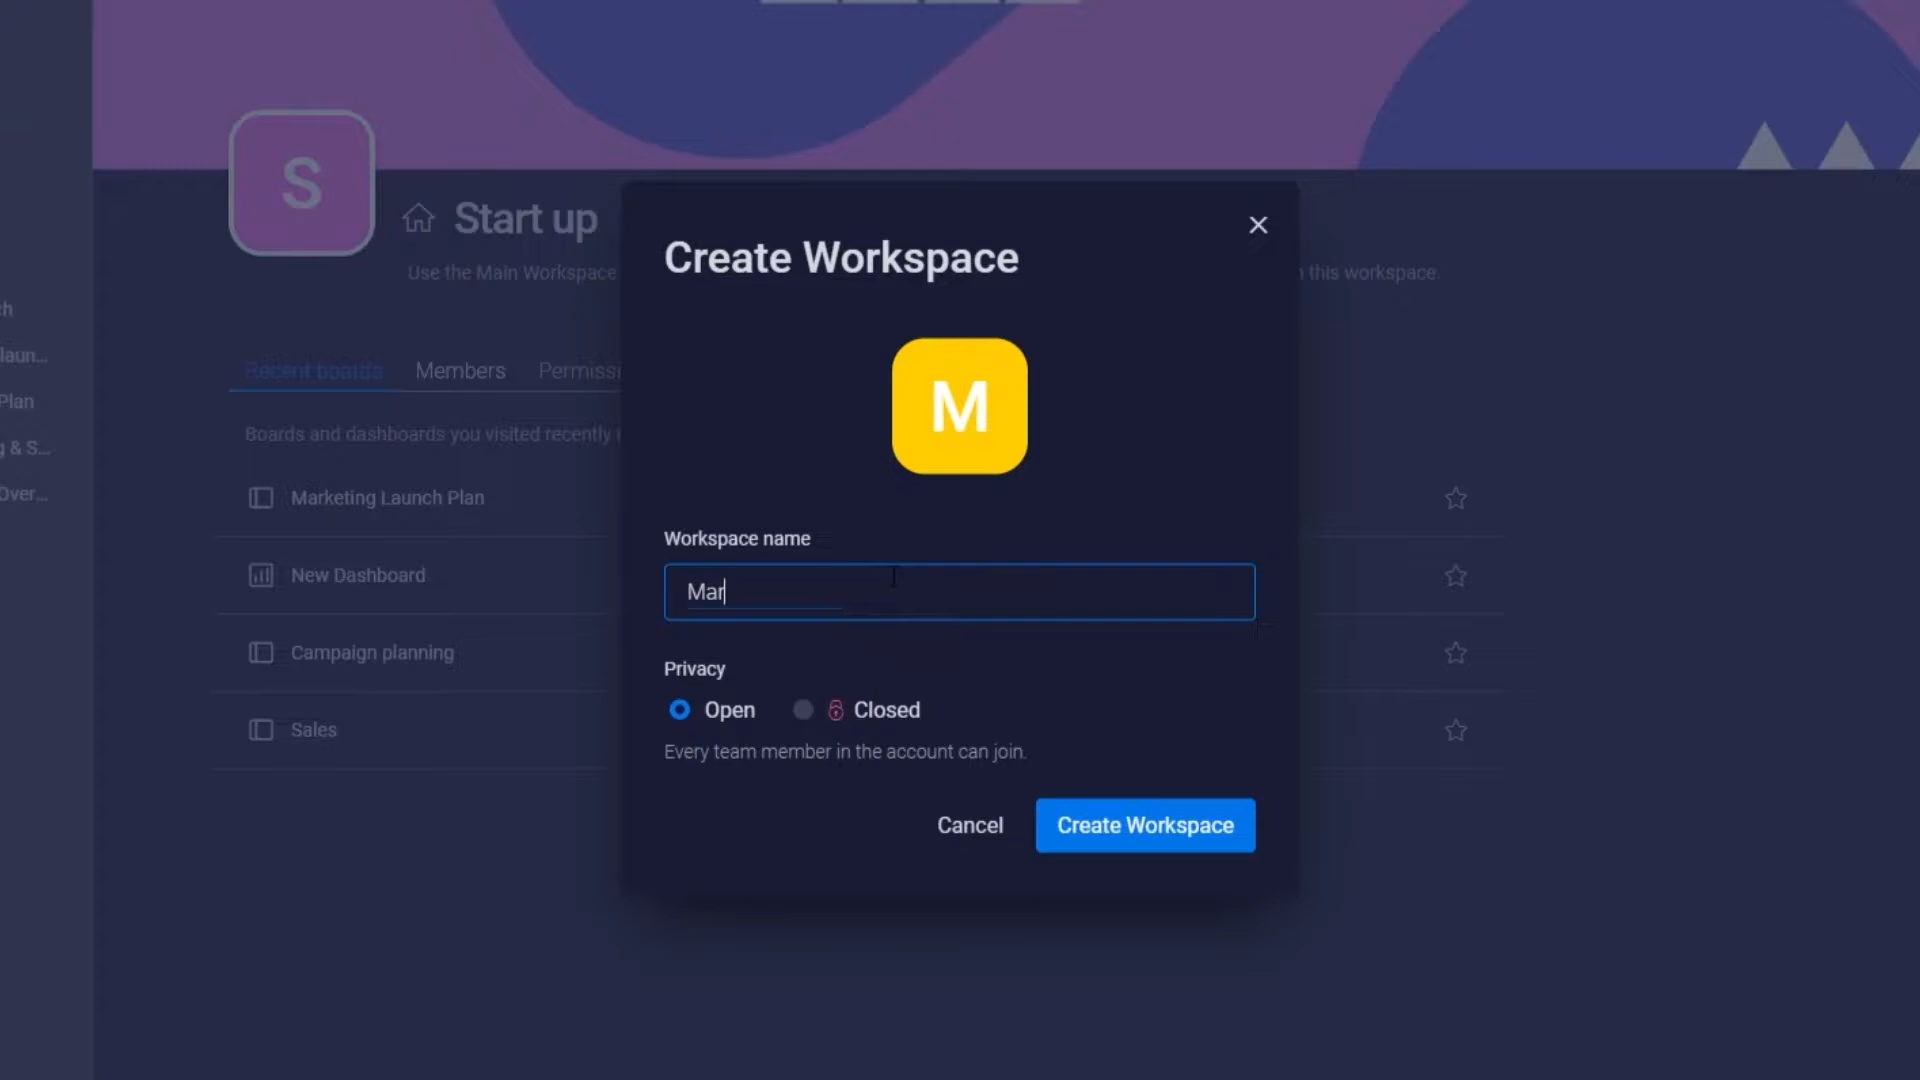 S
Start up
Use the Main Workspace
this workspace.
Recent boards
Members
Permiss
Boards and dashboards you visited recently
Marketing Launch Plan
New Dashboard
Campaign planning
Sales
ch
laun...
Plan
g & S...
Over...
Create Workspace
M
Workspace name
Mar
Privacy
Open
Closed
Every team member in the account can join.
Cancel
Create Workspace